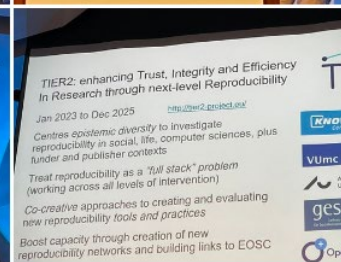 TIER2: enhancing Trust, Integrity and Efficiency
In Research through next-level Reproducibility
Jan 2023 to Dec 2025 http://tier2-project.eu/
Centres epistemic diversity to investigate
reproducibility in social, life, computer sciences, plus
funder and publisher contexts
Treat reproducibility as a "full stack" problem
(working across all levels of intervention)
Co-creative approaches to creating and evaluating
new reproducibility tools and practices
Boost capacity through creation of new
reproducibility networks and building links to EOSC
T
KNO
VUmc
ges
Op